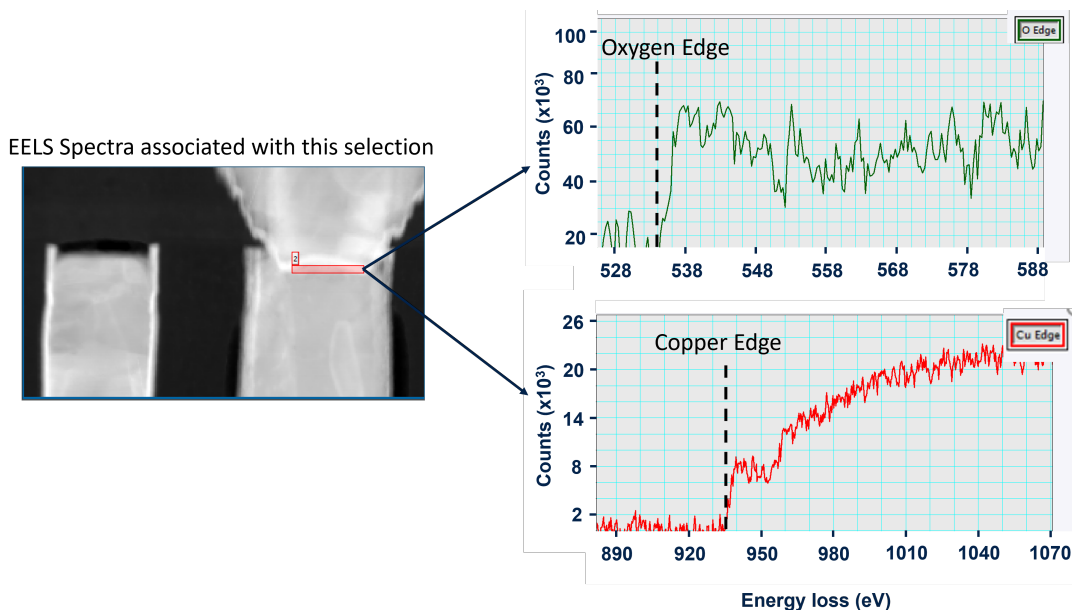 EELS Spectra associated with this selection
2
O Edge
Oxygen Edge
Counts (x10³)
100
80
60
40
20
528 538 548 558 568 578 588
Cu Edge
Copper Edge
Counts (x10³)
26
20
14
8
2
890 920 950 980 1010 1040 1070
Energy loss (eV)